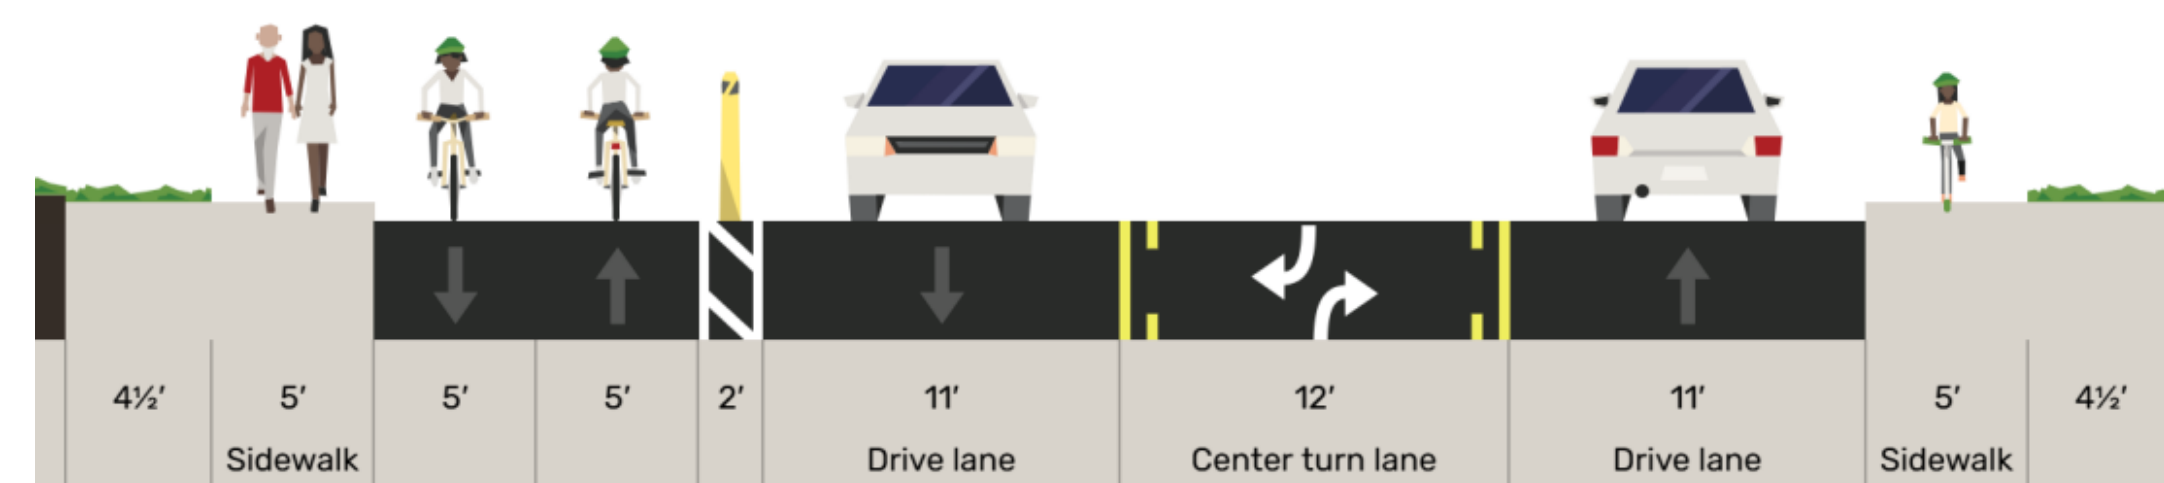 4½′ 5′ 5′ 5′ 2′ 11′ 12′ 11′ 5′ 4½′
Sidewalk Drive lane Center turn lane Drive lane Sidewalk